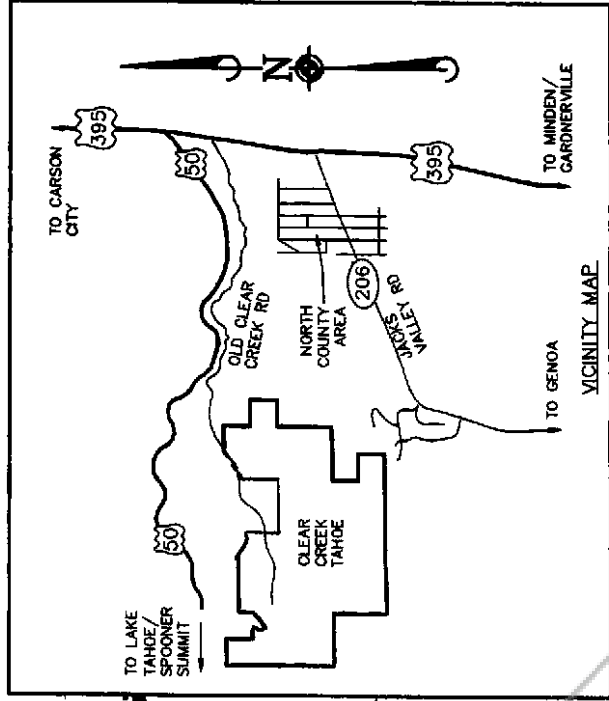 TO CARSON
CITY
395
50
N
OLD CLEAR
CREEK RD
50
TO LAKE
TAHOE/
SPOONER
SUMMIT
NORTH
COUNTY
AREA
206
JACKS
VALLEY RD
CLEAR
CREEK
TAHOE
395
TO MINDEN/
GARDNERVILLE
TO GENOA
VICINITY MAP